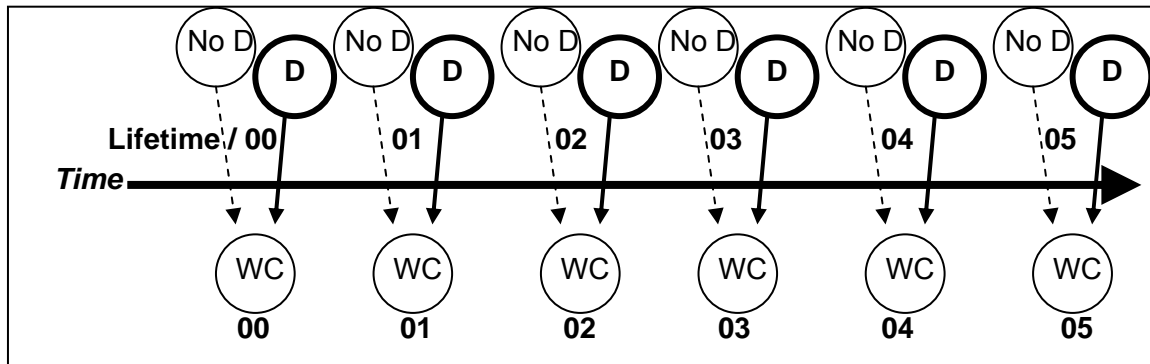 No D No D No D No D No D No D
D D D D D D
Lifetime / 00 01 02 03 04 05
Time
WC WC WC WC WC WC
00 01 02 03 04 05